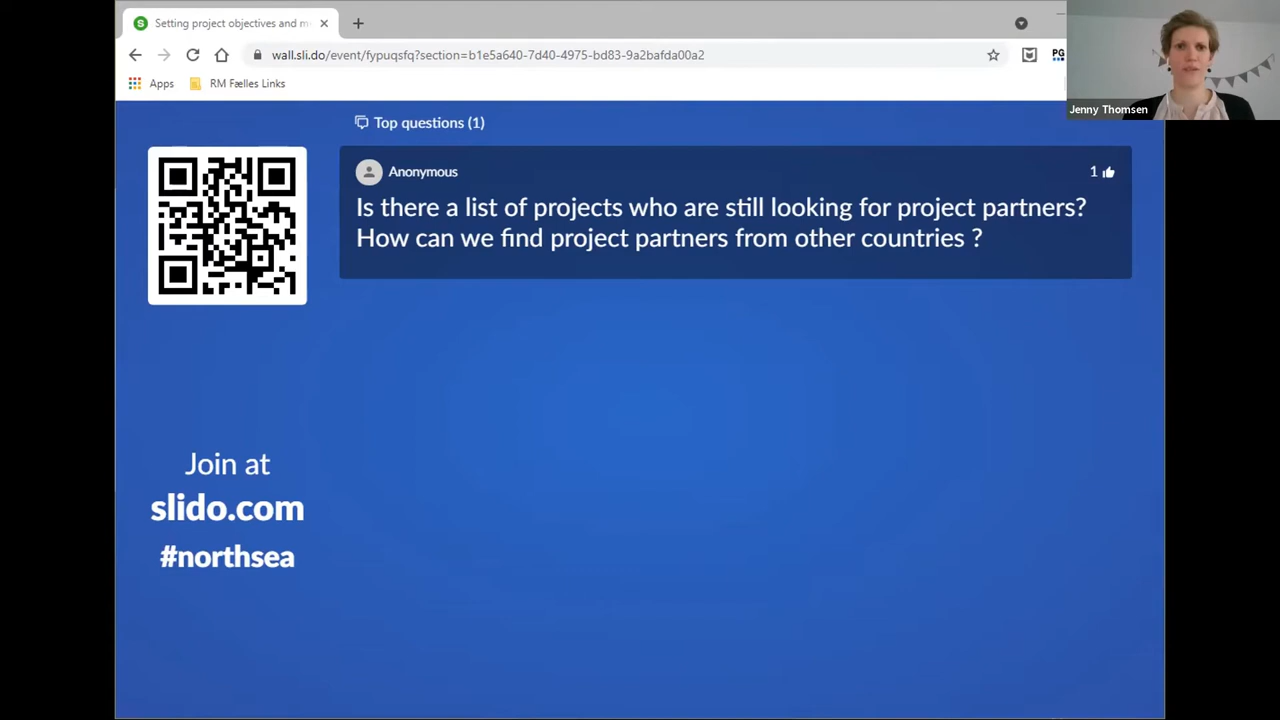 Setting project objectives and m
wall.sli.do/event/fypuqsfq?section=b1e5a640-7d40-4975-bd83-9a2bafda00a2
PG
Apps
RM Fælles Links
Jenny Thomsen
Top questions (1)
Anonymous
1
Is there a list of projects who are still looking for project partners?
How can we find project partners from other countries ?
Join at
slido.com
#northsea